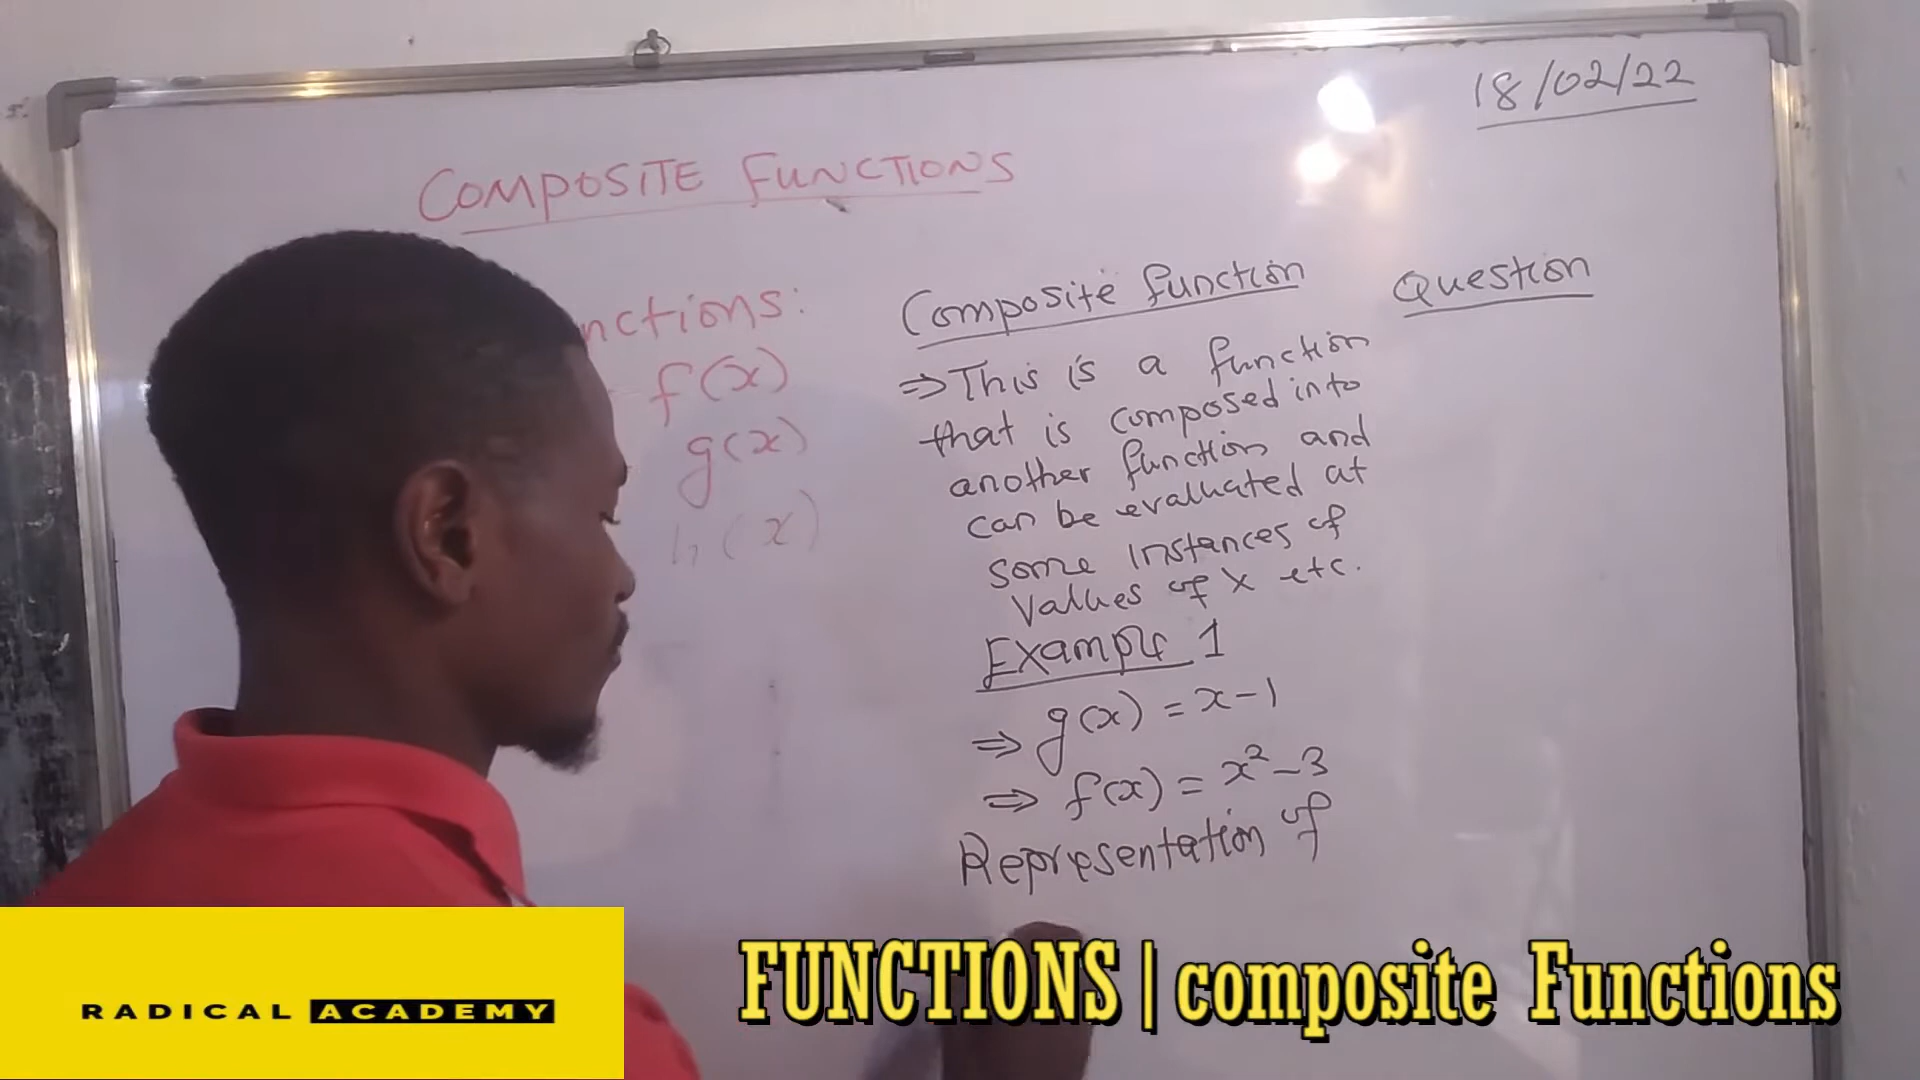 18/02/22
COMPOSITE FUNCTIONS
nctions:
f(x)
g(x)
h(x)
Composite function
⇒ This is a function
that is composed into
another function and
can be evaluated at
some instances of
Values of x etc.
Example 1
⇒ g(x) = x-1
⇒ f(x) = x²-3
Representation of
Question
RADICAL ACADEMY
FUNCTIONS | composite Functions